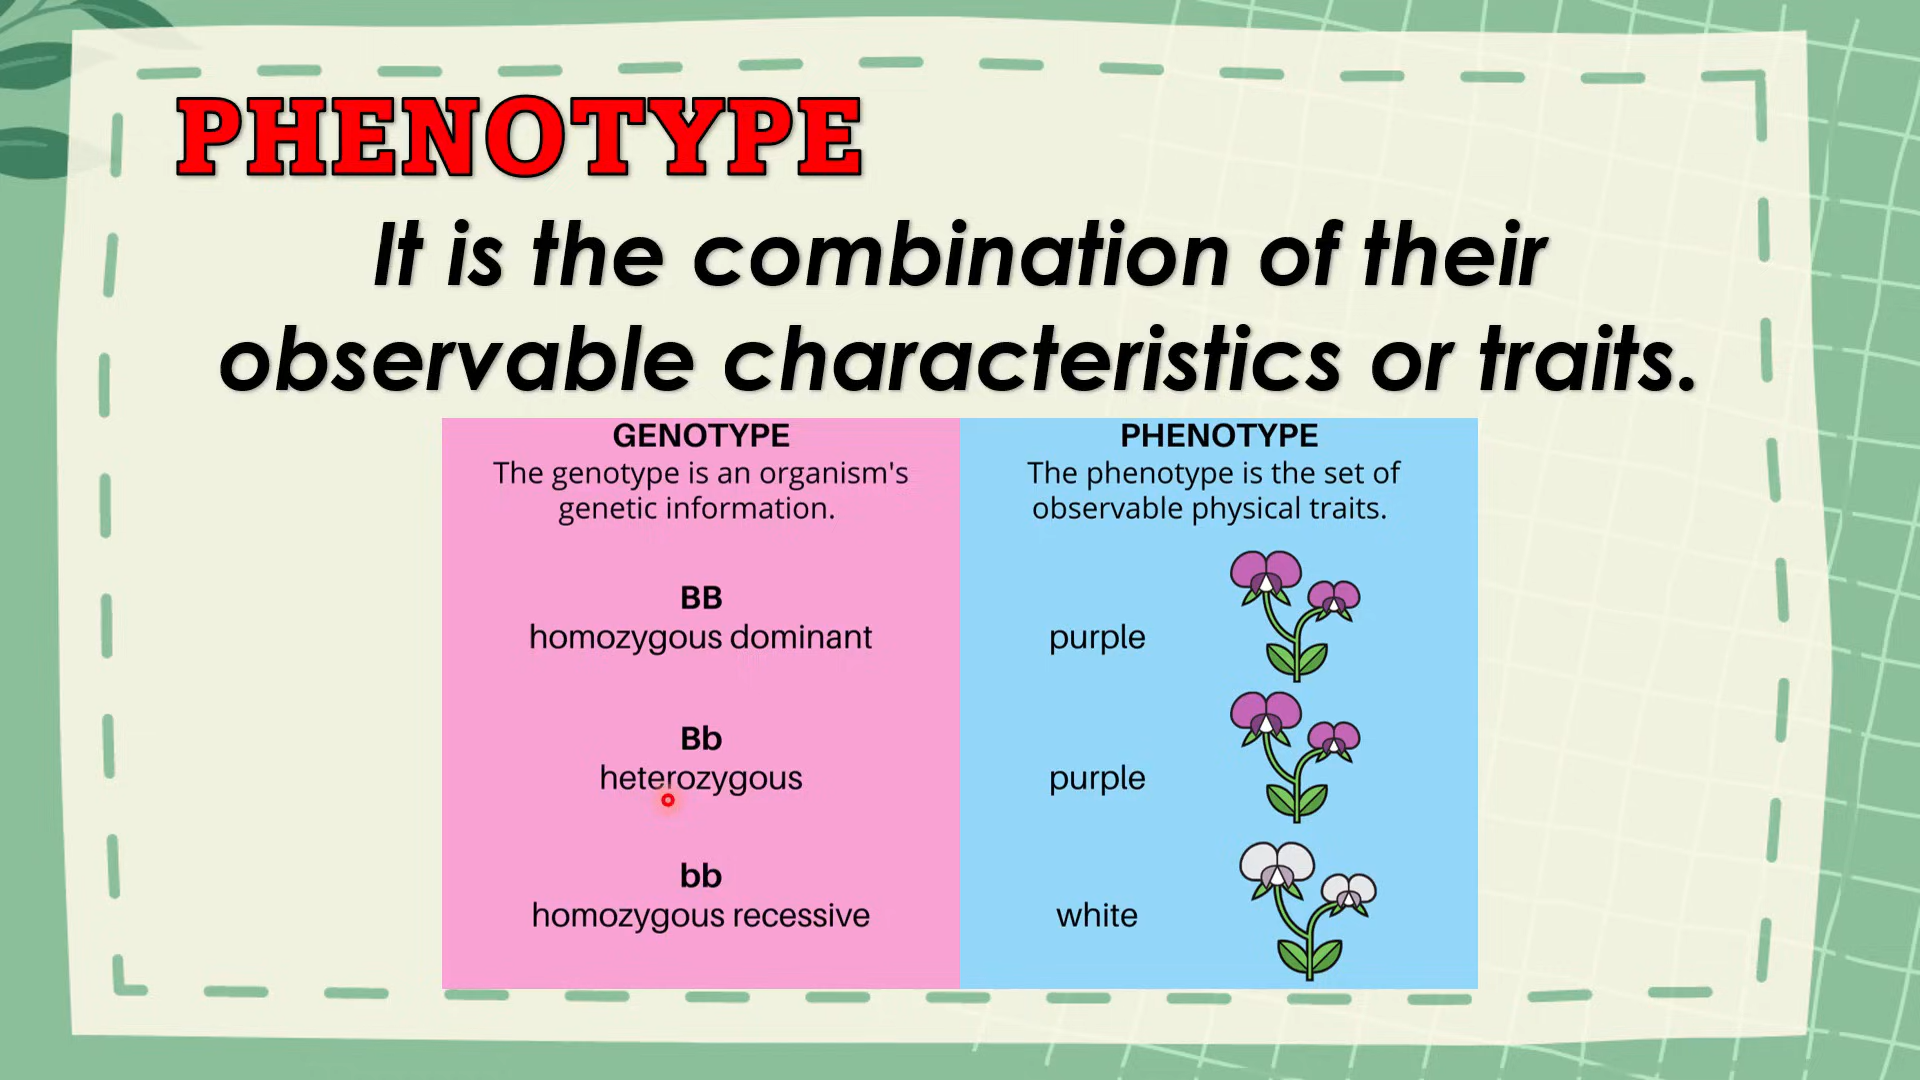 PHENOTYPE
It is the combination of their
observable characteristics or traits.
GENOTYPE
The genotype is an organism's
genetic information.
BB
homozygous dominant
Bb
heterozygous
bb
homozygous recessive
PHENOTYPE
The phenotype is the set of
observable physical traits.
purple
purple
white